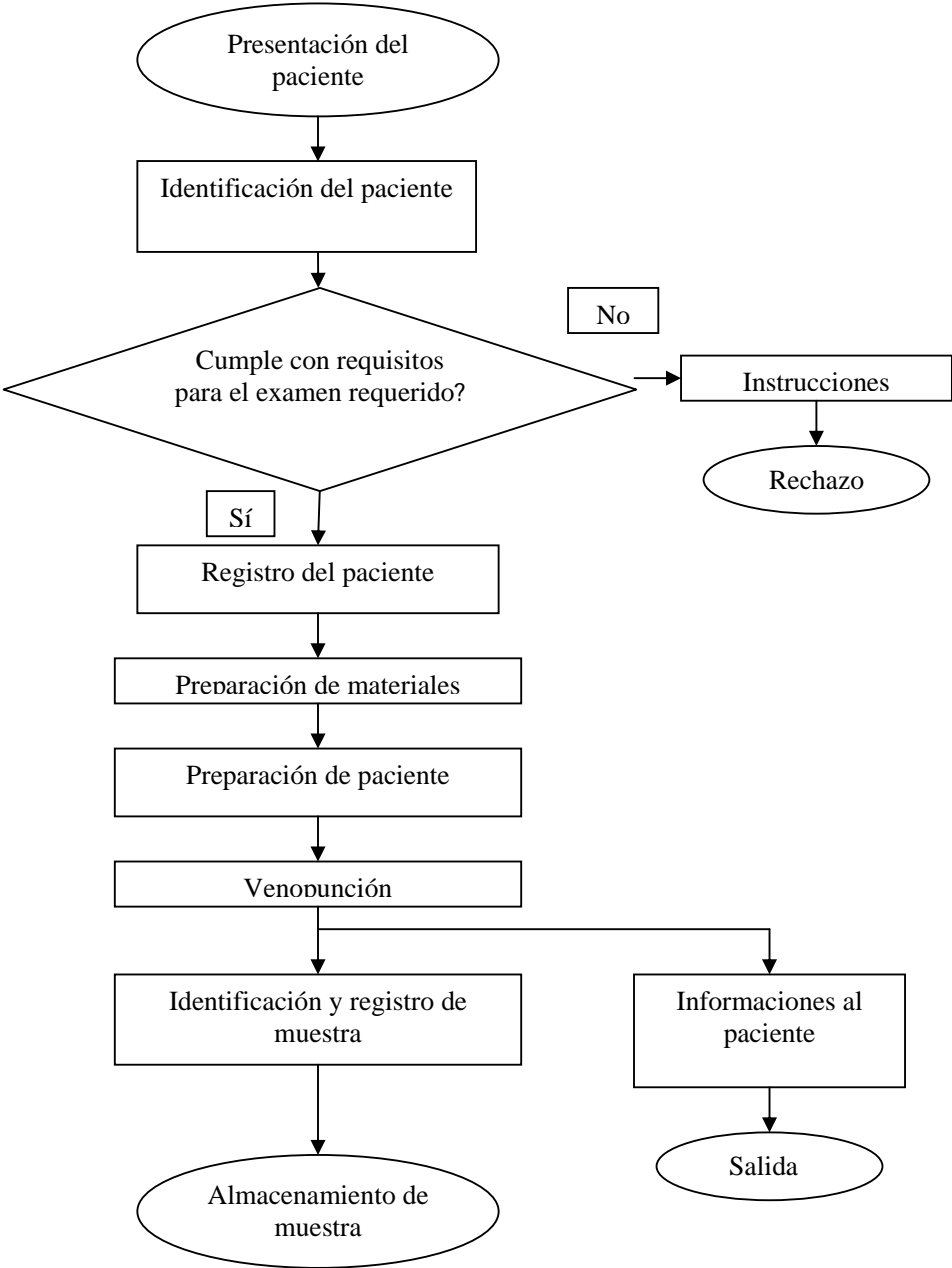 Presentación del
paciente
Identificación del paciente
No
Cumple con requisitos
para el examen requerido?
Instrucciones
Rechazo
Sí
Registro del paciente
Preparación de materiales
Preparación de paciente
Venopunción
Identificación y registro de
muestra
Informaciones al
paciente
Salida
Almacenamiento de
muestra